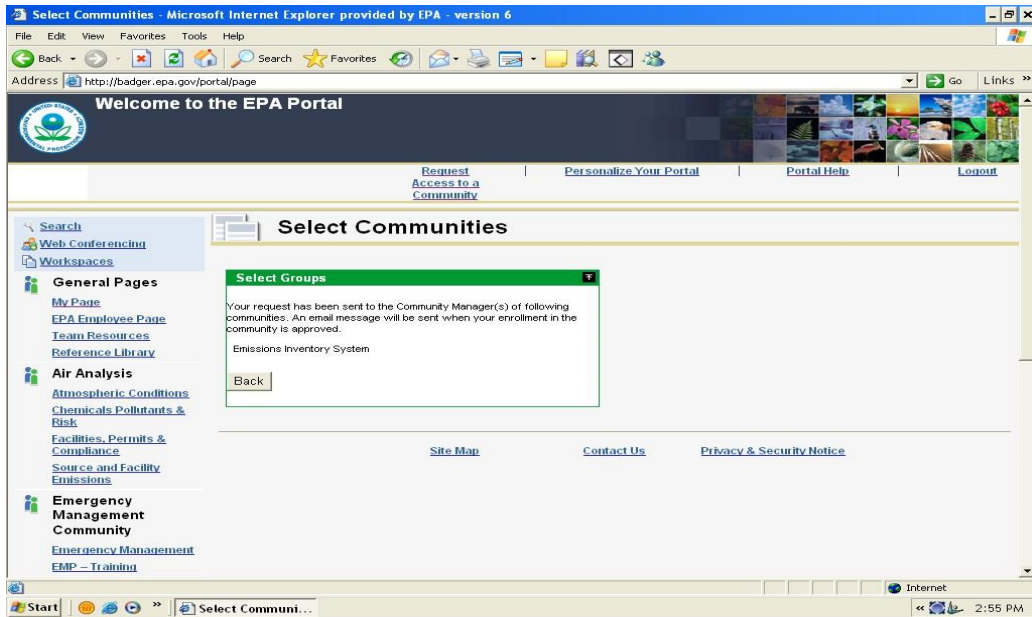 Select Communities - Microsoft Internet Explorer provided by EPA - version 6
File Edit View Favorites Tools Help
Back Search Favorites
Address http://badger.epa.gov/portal/page Go Links »
Welcome to the EPA Portal
Request Access to a Community | Personalize Your Portal | Portal Help | Logout
Search
Web Conferencing
Workspaces
General Pages
My Page
EPA Employee Page
Team Resources
Reference Library
Air Analysis
Atmospheric Conditions
Chemicals Pollutants &
Risk
Facilities, Permits &
Compliance
Source and Facility
Emissions
Emergency
Management
Community
Emergency Management
EMP – Training
Select Communities
Select Groups
Your request has been sent to the Community Manager(s) of following
communities. An email message will be sent when your enrollment in the
community is approved.
Emissions Inventory System
Back
Site Map Contact Us Privacy & Security Notice
Internet
Start » Select Communi... « 2:55 PM